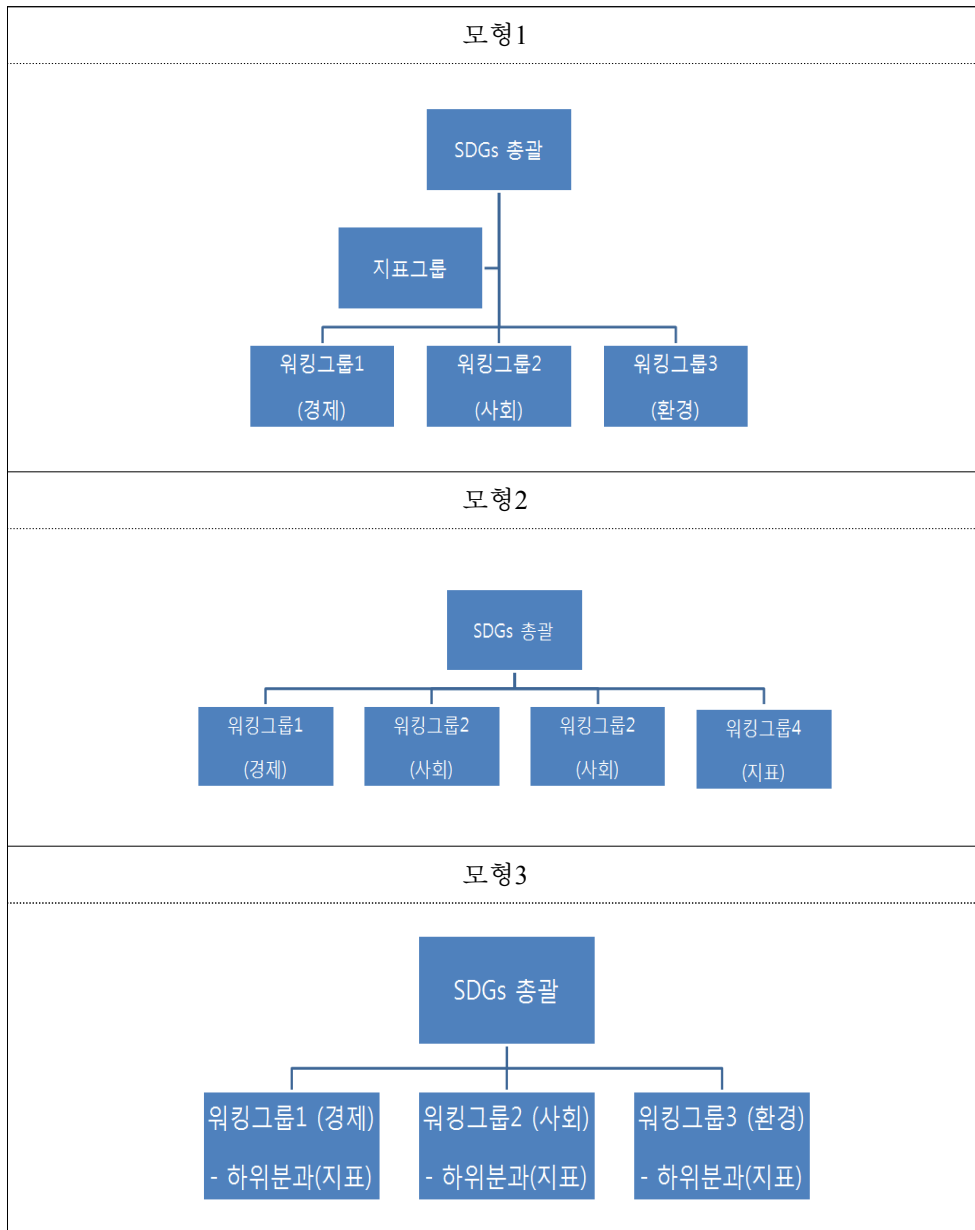 모형1
SDGs 총괄
지표그룹
워킹그룹1
(경제)
워킹그룹2
(사회)
워킹그룹3
(환경)
모형2
SDGs 총괄
워킹그룹1
(경제)
워킹그룹2
(사회)
워킹그룹2
(사회)
워킹그룹4
(지표)
모형3
SDGs 총괄
워킹그룹1 (경제)
- 하위분과(지표)
워킹그룹2 (사회)
- 하위분과(지표)
워킹그룹3 (환경)
- 하위분과(지표)